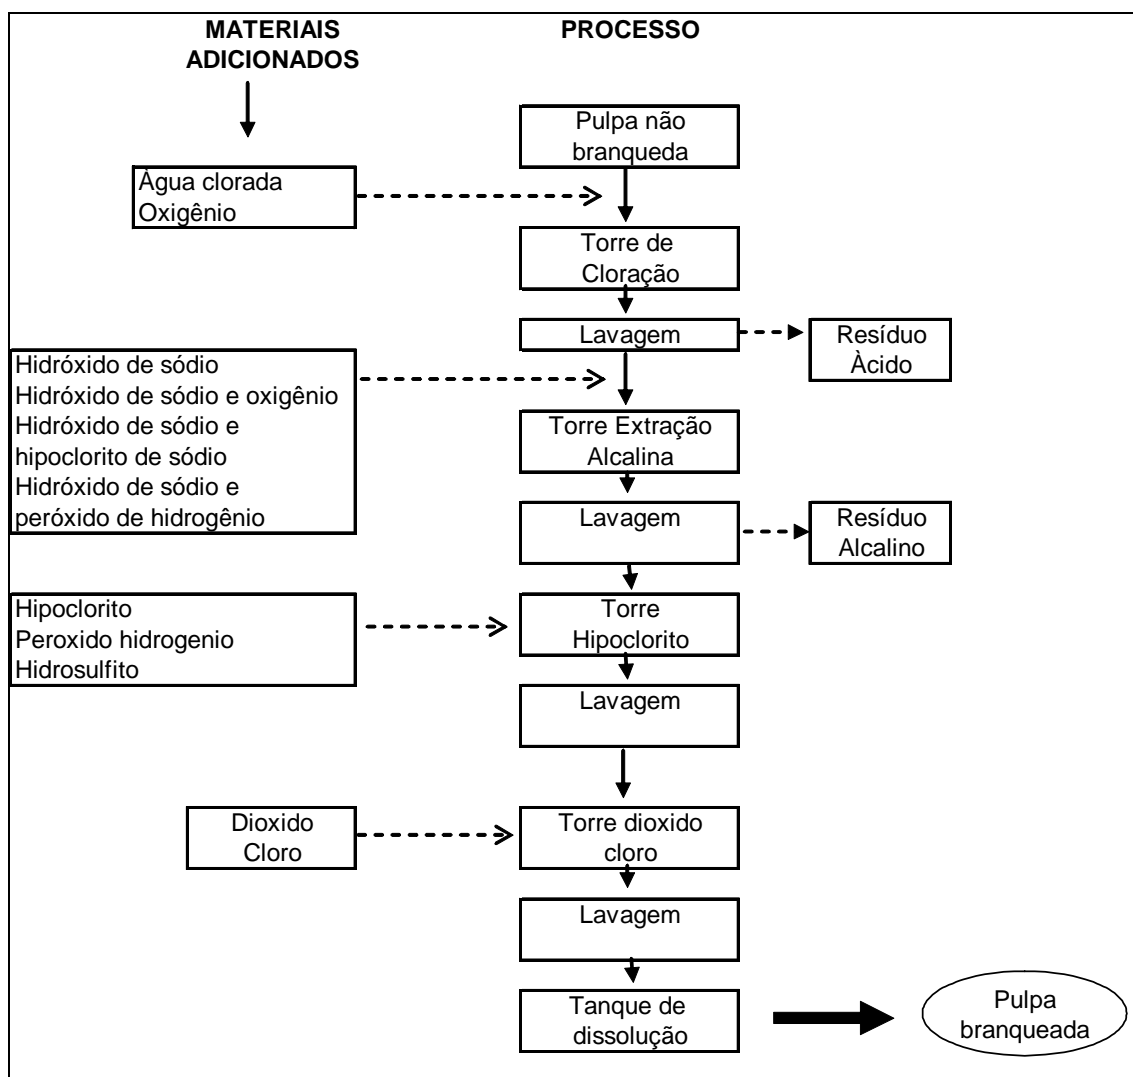 MATERIAIS
ADICIONADOS
PROCESSO
Pulpa não
branqueda
Água clorada
Oxigênio
Torre de
Cloração
Lavagem
Resíduo
Àcido
Hidróxido de sódio
Hidróxido de sódio e oxigênio
Hidróxido de sódio e
hipoclorito de sódio
Hidróxido de sódio e
peróxido de hidrogênio
Torre Extração
Alcalina
Lavagem
Resíduo
Alcalino
Hipoclorito
Peroxido hidrogenio
Hidrosulfito
Torre
Hipoclorito
Lavagem
Dioxido
Cloro
Torre dioxido
cloro
Lavagem
Tanque de
dissolução
Pulpa
branqueada